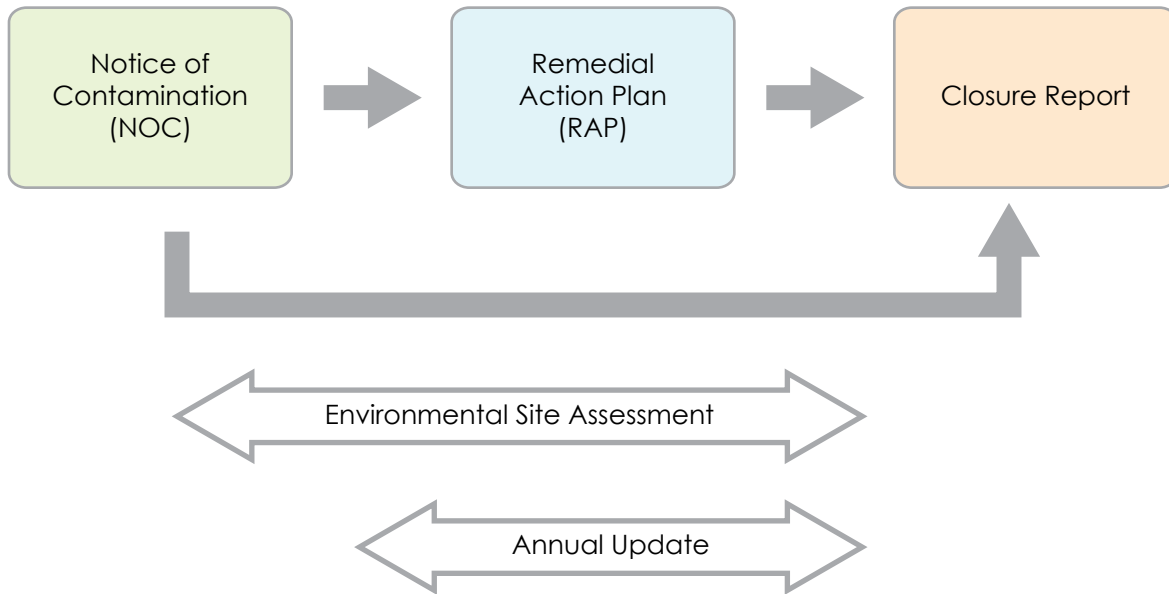 Notice of
Contamination
(NOC)
Remedial
Action Plan
(RAP)
Closure Report
Environmental Site Assessment
Annual Update